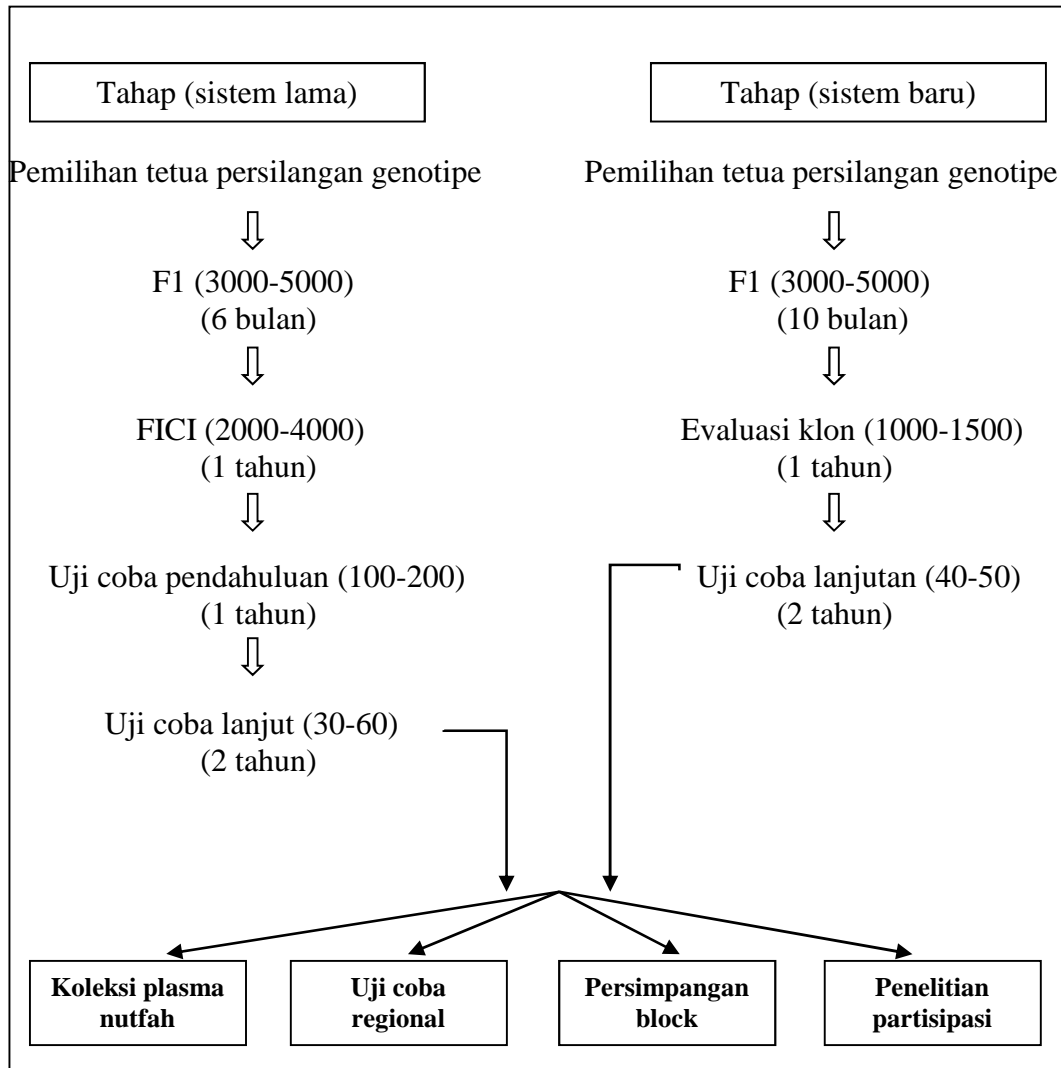 Tahap (sistem lama)
Pemilihan tetua persilangan genotipe
F1 (3000-5000)
(6 bulan)
FICI (2000-4000)
(1 tahun)
Uji coba pendahuluan (100-200)
(1 tahun)
Uji coba lanjut (30-60)
(2 tahun)
Tahap (sistem baru)
Pemilihan tetua persilangan genotipe
F1 (3000-5000)
(10 bulan)
Evaluasi klon (1000-1500)
(1 tahun)
Uji coba lanjutan (40-50)
(2 tahun)
Koleksi plasma
nutfah
Uji coba
regional
Persimpangan
block
Penelitian
partisipasi